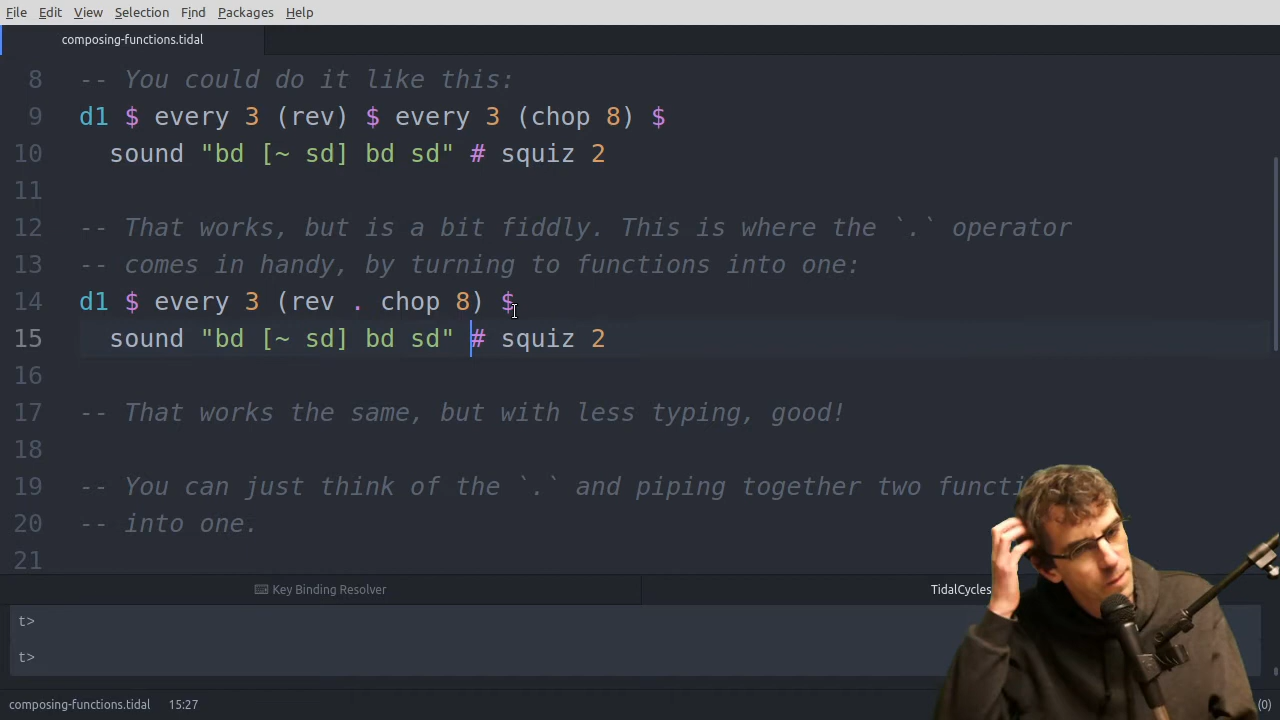 File Edit View Selection Find Packages Help
composing-functions.tidal
8 -- You could do it like this:
9 d1 $ every 3 (rev) $ every 3 (chop 8) $
10 sound "bd [~ sd] bd sd" # squiz 2
11
12 -- That works, but is a bit fiddly. This is where the `.` operator
13 -- comes in handy, by turning to functions into one:
14 d1 $ every 3 (rev . chop 8) $
15 sound "bd [~ sd] bd sd" # squiz 2
16
17 -- That works the same, but with less typing, good!
18
19 -- You can just think of the `.` and piping together two functi
20 -- into one.
21
Key Binding Resolver TidalCycles
t>
t>
composing-functions.tidal 15:27 (0)